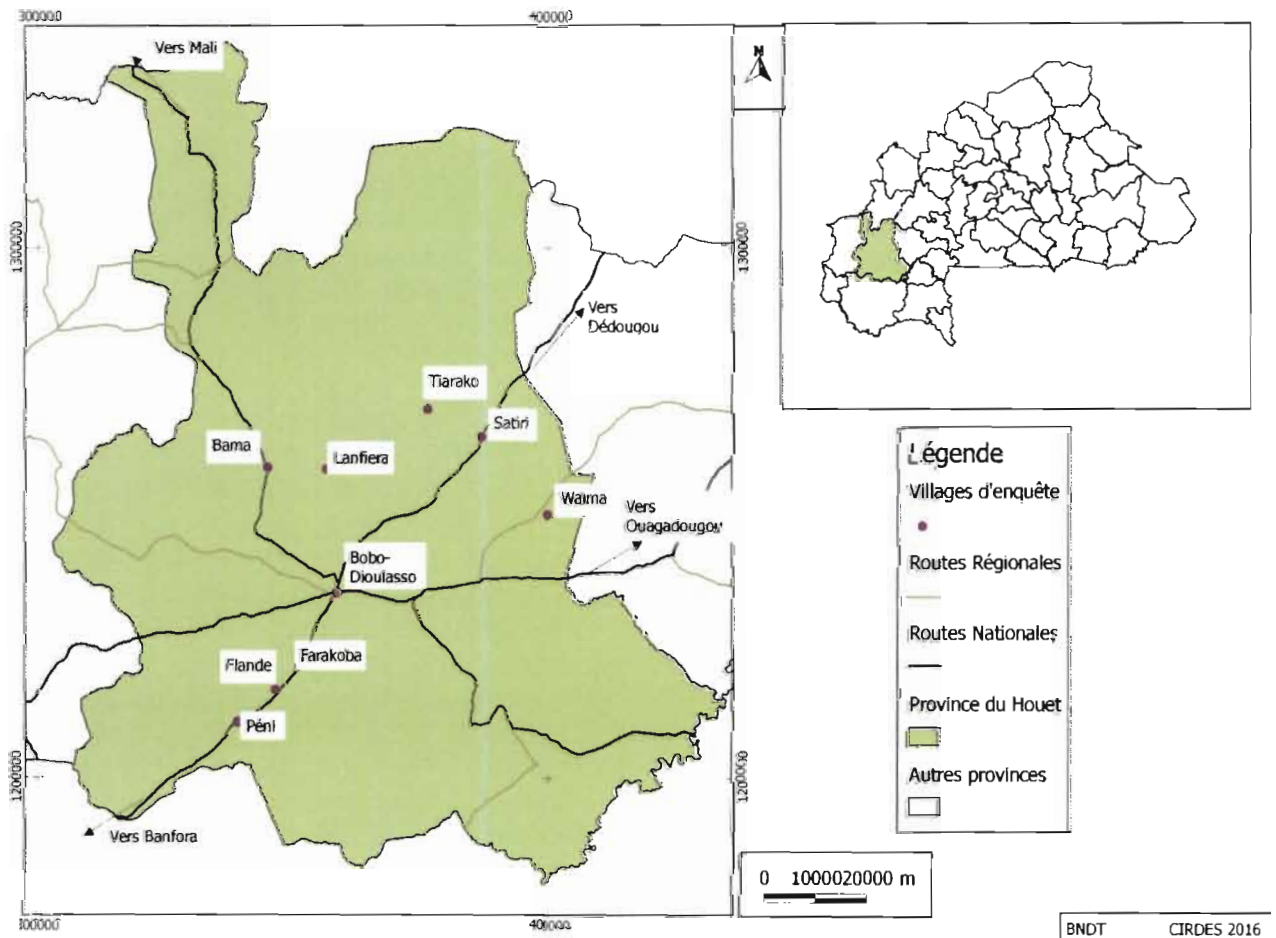 300000
400000
Vers Mali
N
1300000
1300000
Vers
Dédougou
Tiarako
Satiri
Bama
Lanfiera
Waima
Vers
Ouagadougou
Bobo-
Dioulasso
Farakoba
Flande
Péni
1200000
1200000
Vers Banfora
300000
400000
Légende
Villages d'enquête
Routes Régionales
Routes Nationales
Province du Houet
Autres provinces
0 1000020000 m
BNDT CIRDES 2016